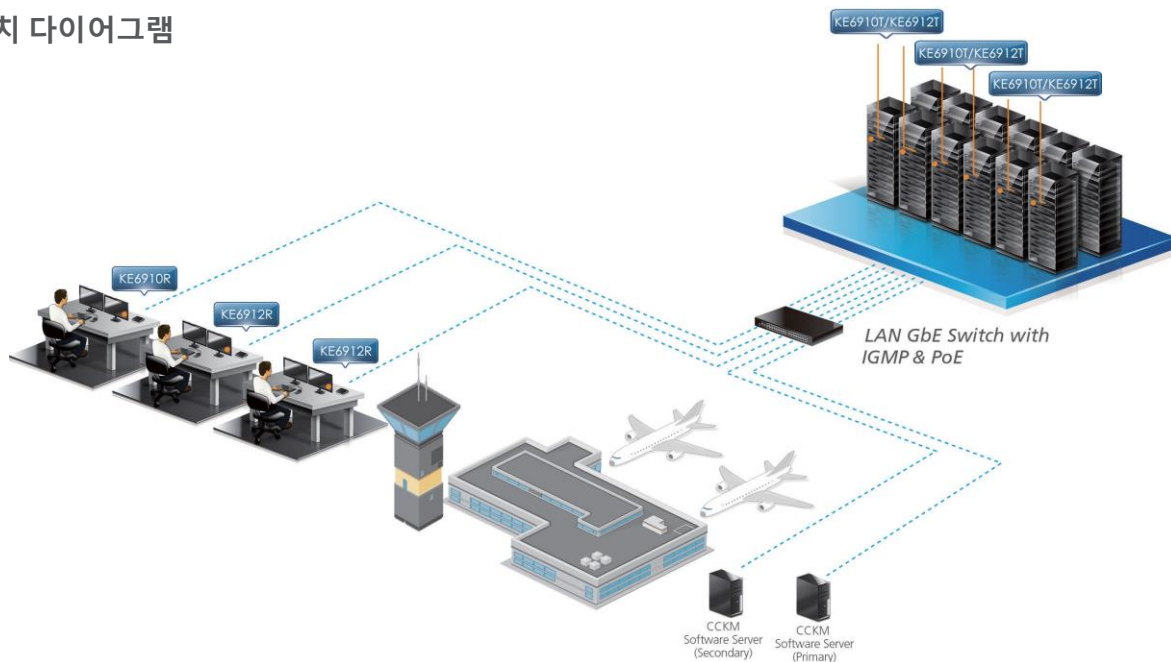 치 다이어그램
KE6910T/KE6912T
KE6910T/KE6912T
KE6910T/KE6912T
KE6910R
KE6912R
KE6912R
LAN GbE Switch with
IGMP & PoE
CCKM
Software Server
(Secondary)
CCKM
Software Server
(Primary)